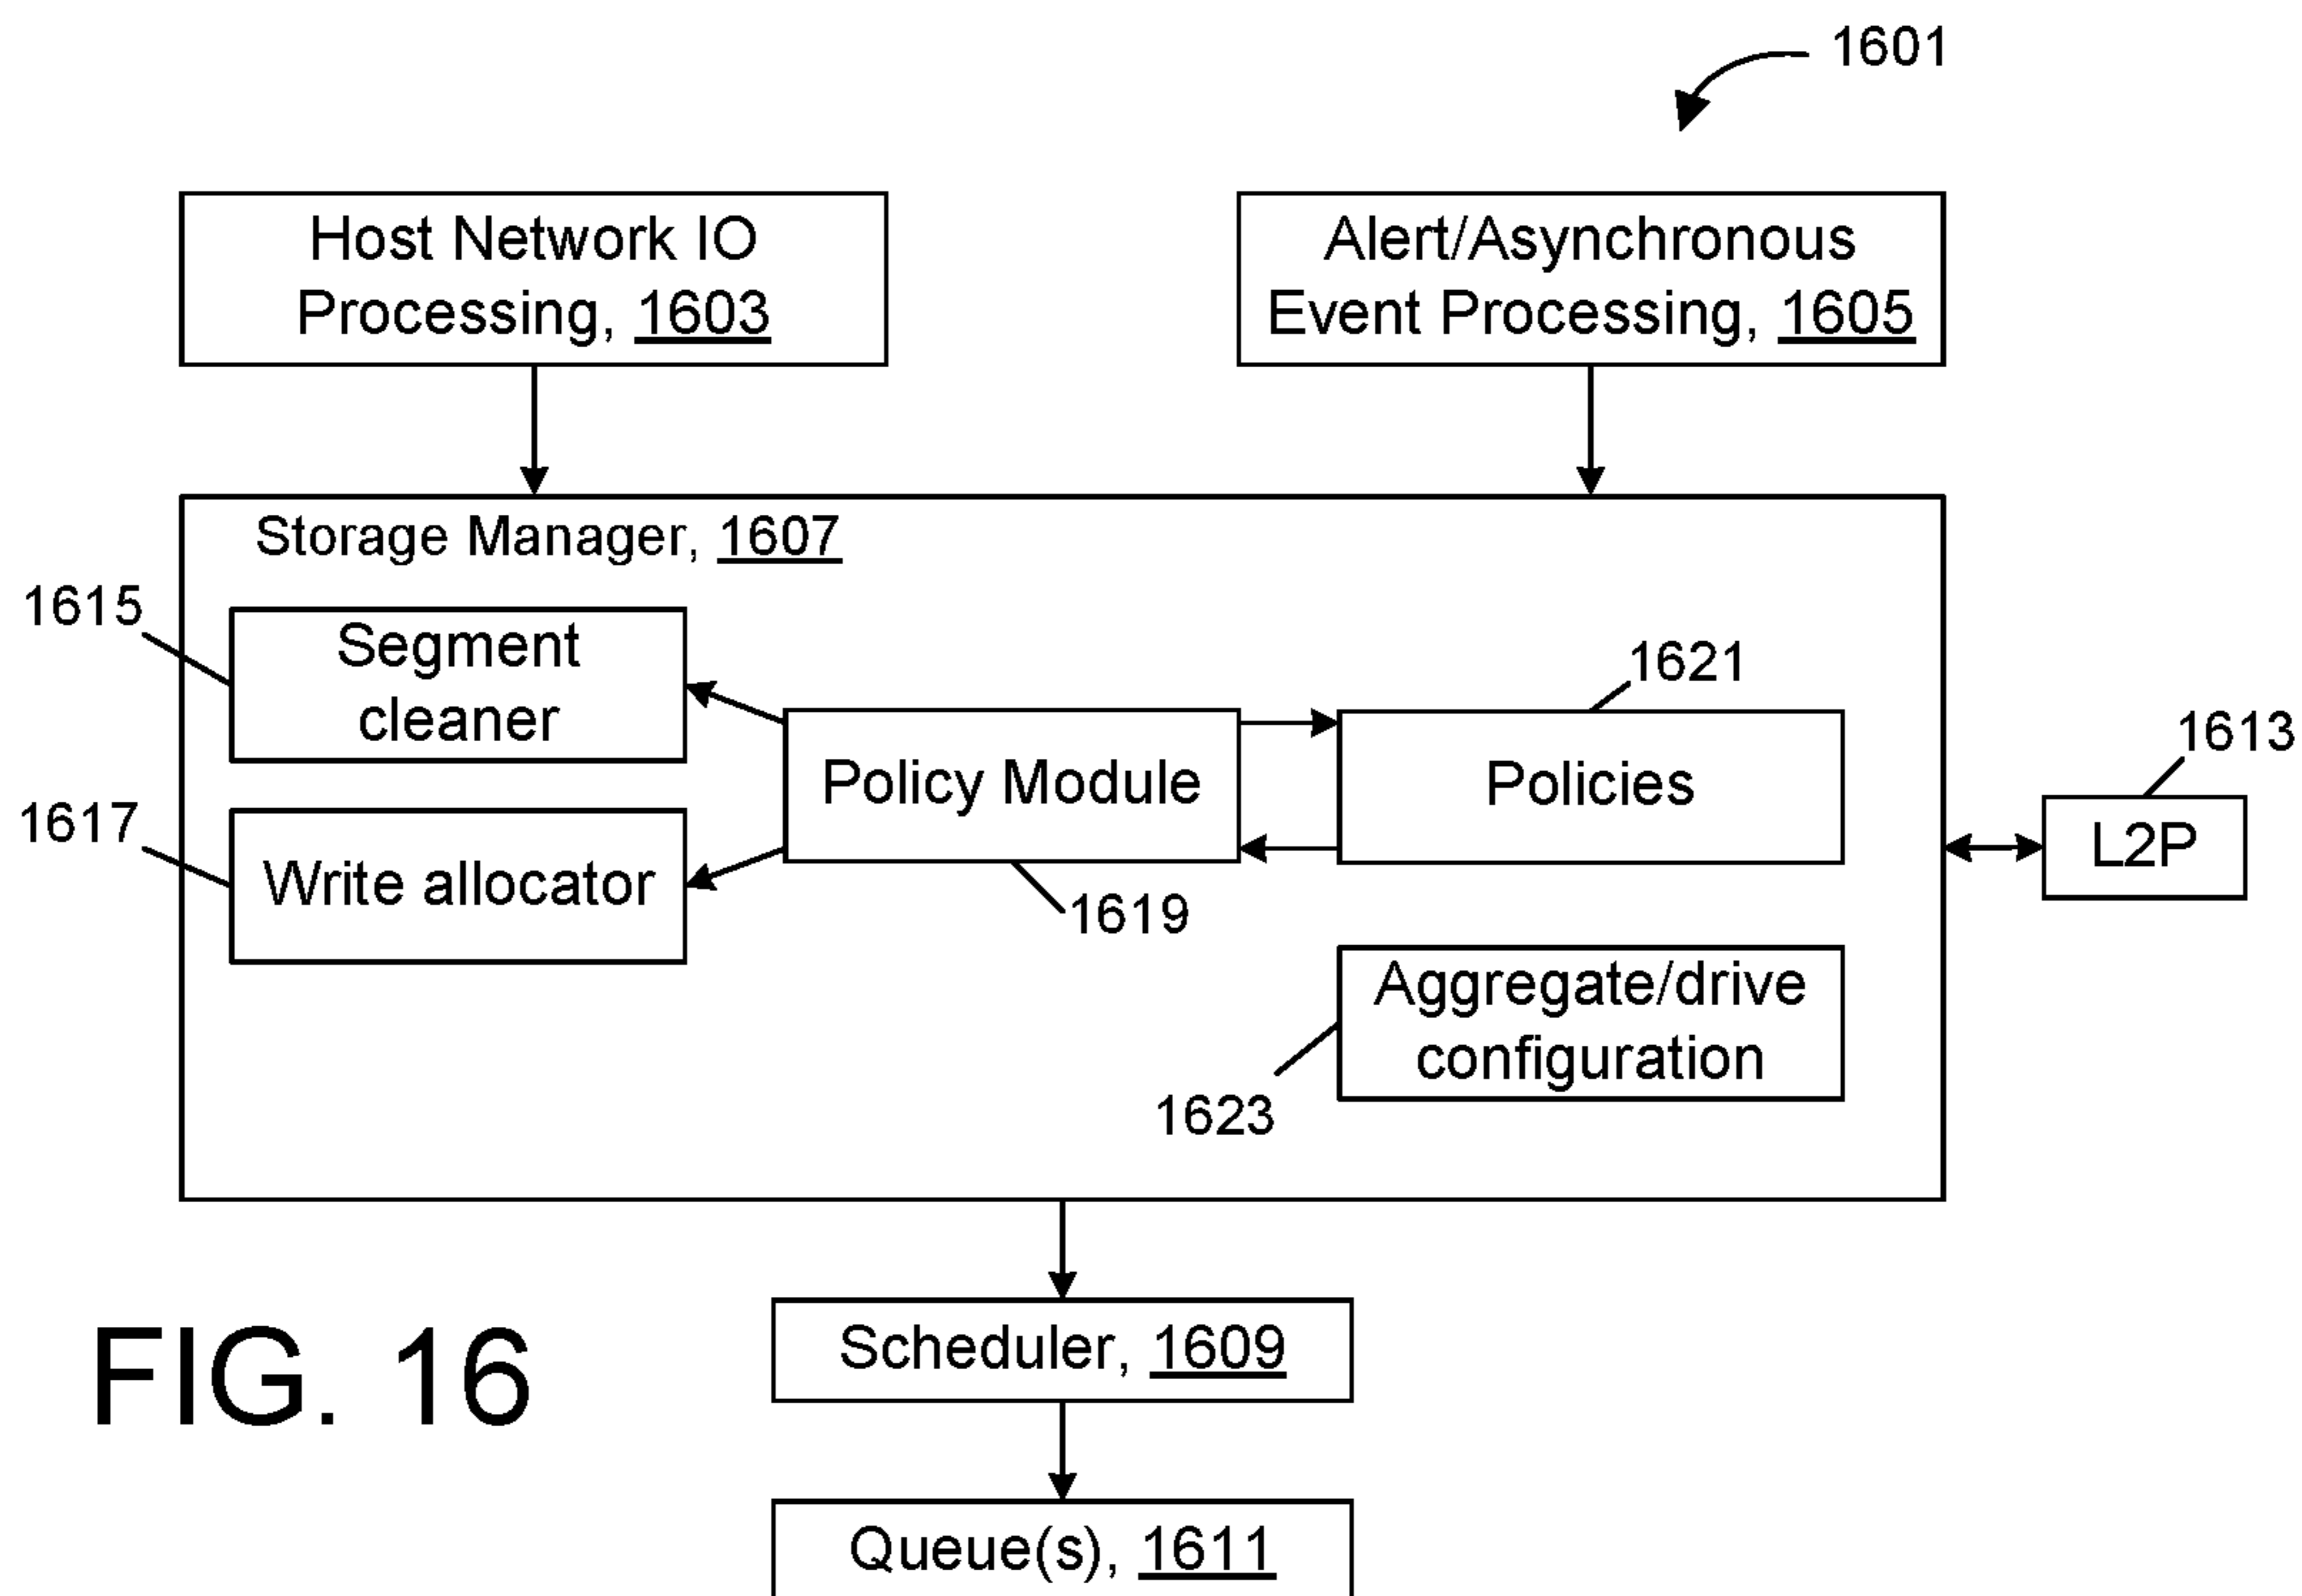 1601
Host Network IO
Processing, 1603
Alert/Asynchronous
Event Processing, 1605
Storage Manager, 1607
1615
Segment
cleaner
1621
1613
Policy Module
Policies
1617
Write allocator
L2P
1619
Aggregate/drive
configuration
1623
Scheduler, 1609
FIG. 16
Queue(s), 1611